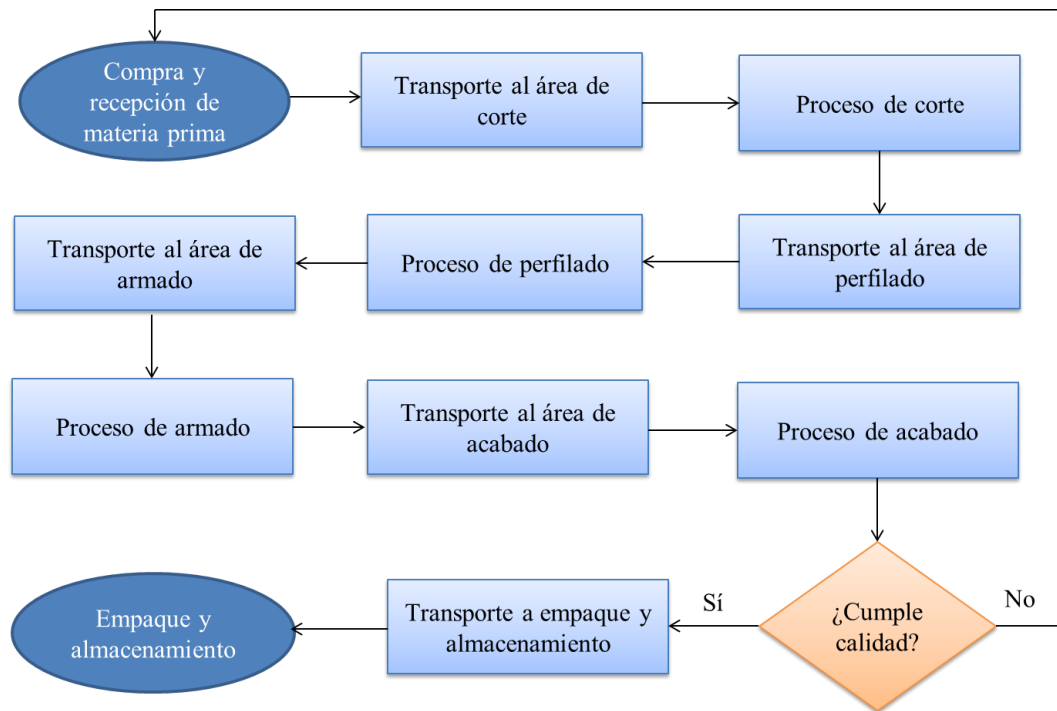 Compra y
recepción de
materia prima
Transporte al área de
corte
Proceso de corte
Transporte al área de
perfilado
Proceso de perfilado
Transporte al área de
armado
Proceso de armado
Transporte al área de
acabado
Proceso de acabado
¿Cumple
calidad?
No
Sí
Transporte a empaque y
almacenamiento
Empaque y
almacenamiento